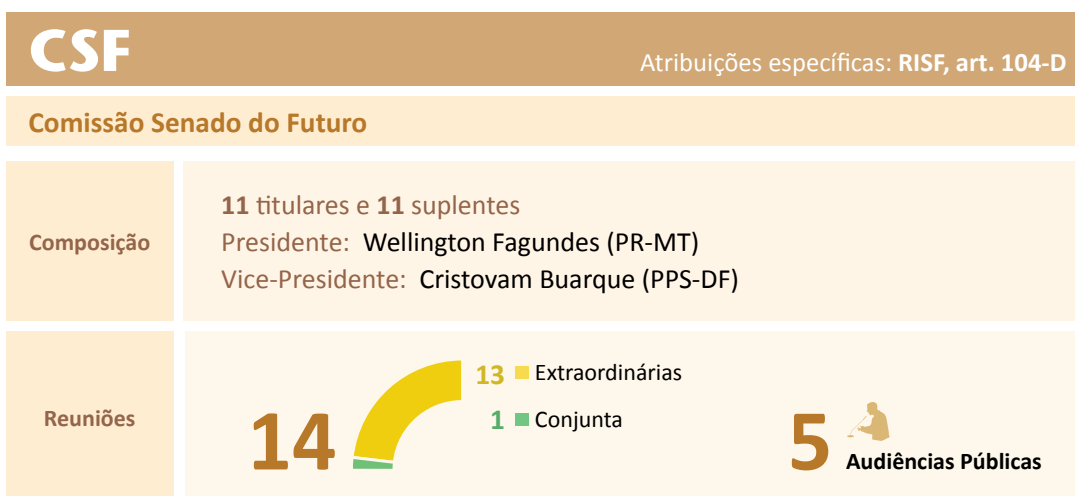 CSF
Atribuições específicas: RISF, art. 104-D
Comissão Senado do Futuro
Composição
11 titulares e 11 suplentes
Presidente: Wellington Fagundes (PR-MT)
Vice-Presidente: Cristovam Buarque (PPS-DF)
Reuniões
14
13 Extraordinárias
1 Conjunta
5 Audiências Públicas